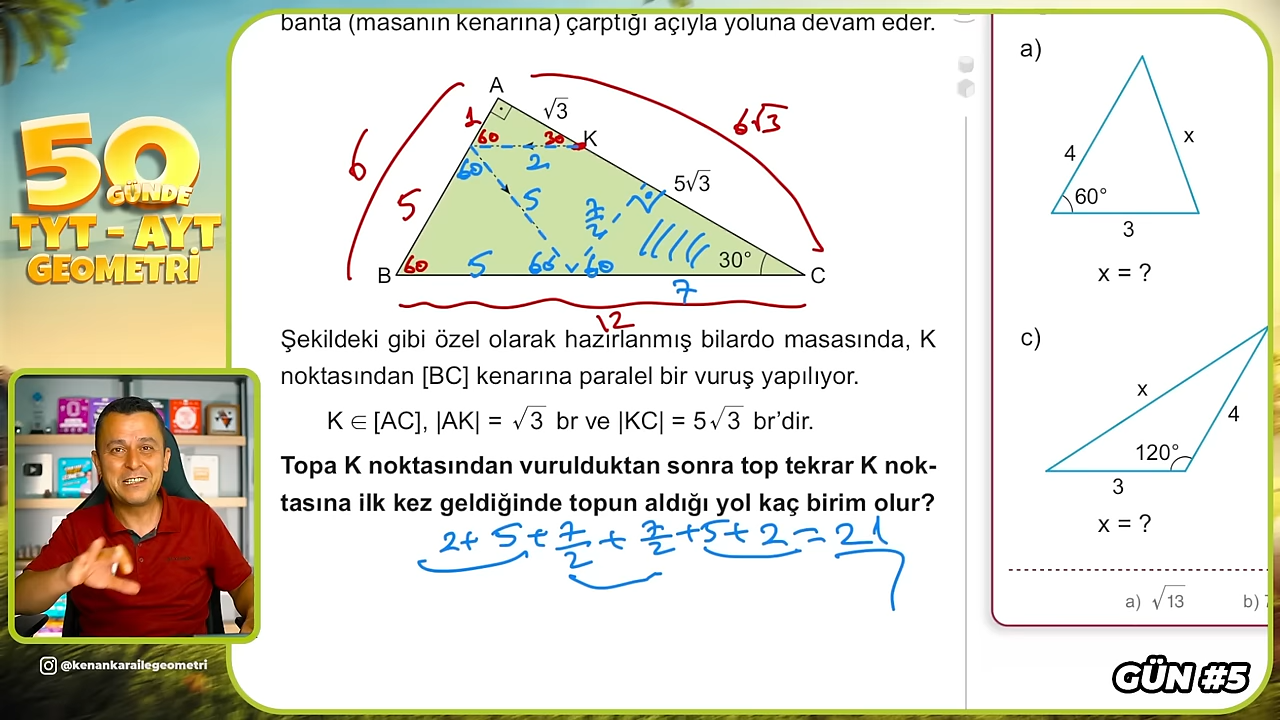 banta (masanın kenarına) çarptığı açıyla yoluna devam eder.
A
√3
1
60
30
K
6√3
6
60
2
5
5√3
5
7/2
30°
B
60
5
60
60
7
C
12
Şekildeki gibi özel olarak hazırlanmış bilardo masasında, K
noktasından [BC] kenarına paralel bir vuruş yapılıyor.
K ∈ [AC], |AK| = √3 br ve |KC| = 5√3 br’dir.
Topa K noktasından vurulduktan sonra top tekrar K nok-
tasına ilk kez geldiğinde topun aldığı yol kaç birim olur?
2+ 5 + 7/2 + 7/2 + 5 + 2 = 21
a)
4
x
60°
3
x = ?
c)
x
4
120°
3
x = ?
a) √13
b)
50
GÜNDE
TYT - AYT
GEOMETRİ
@kenankarailegeometri
GÜN #5